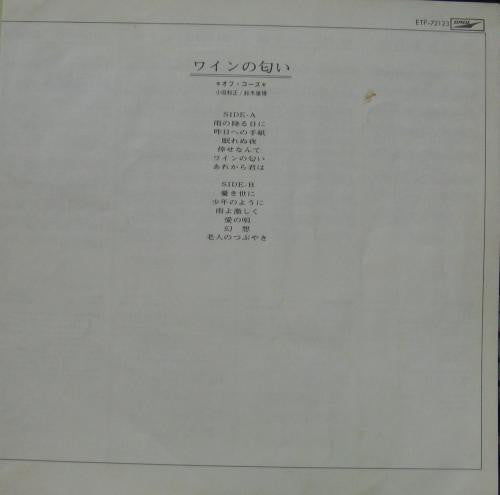 ETP-72123
ワインの匂い
*オフ・コース*
小田和正/鈴木康博
SIDE-A
雨の降る日に
昨日への手紙
眠れぬ夜
倖せなんて
ワインの匂い
あれから君は
SIDE-B
憂き世に
少年のように
雨よ激しく
愛の唄
幻想
老人のつぶやき